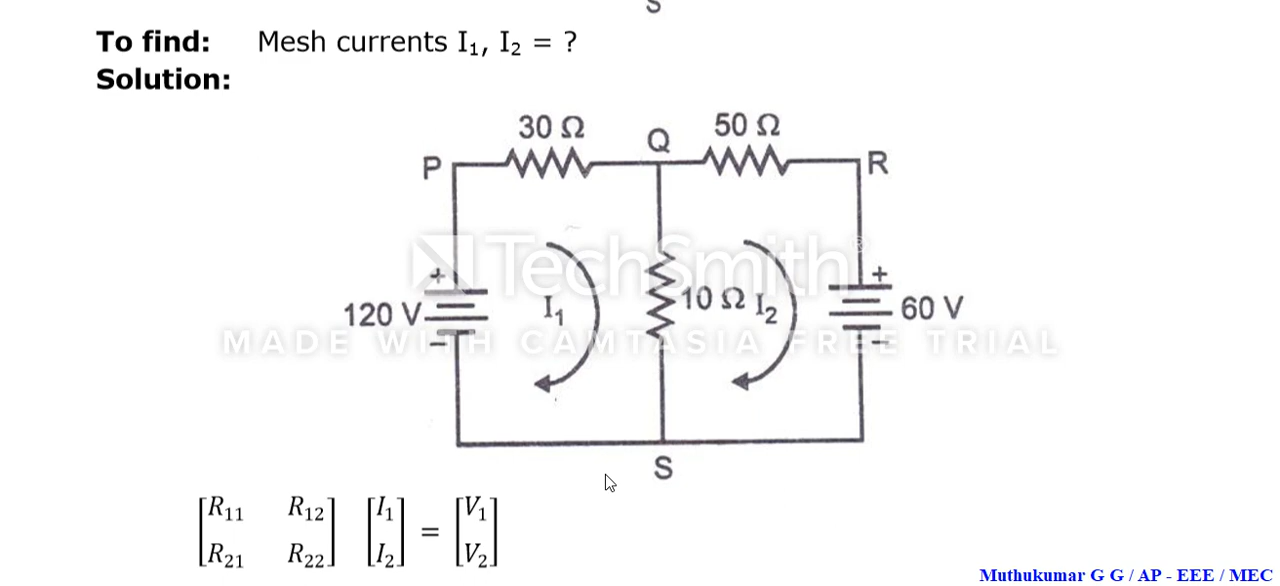 S
To find: Mesh currents I₁, I₂ = ?
Solution:
30 Ω
50 Ω
P
Q
R
TechSmith®
+
+
120 V
I₁
10 Ω
I₂
60 V
−
−
MADE WITH CAMTASIA FREE TRIAL
S
[R₁₁ R₁₂] [I₁] = [V₁]
[R₂₁ R₂₂] [I₂] [V₂]
Muthukumar G G / AP - EEE / MEC